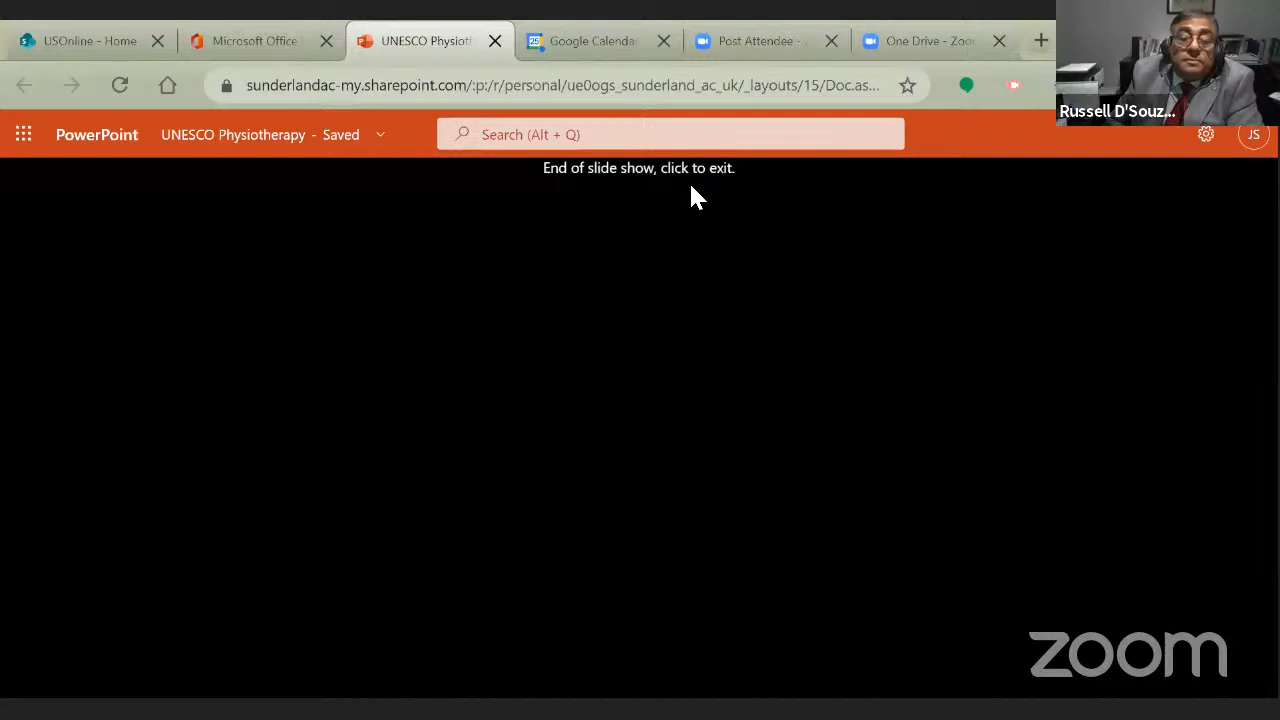 USOnline - Home
Microsoft Office
UNESCO Physiot
Google Calenda
Post Attendee -
One Drive - Zoo
sunderlandac-my.sharepoint.com/:p:/r/personal/ue0ogs_sunderland_ac_uk/_layouts/15/Doc.as...
Russell D'Souz...
PowerPoint
UNESCO Physiotherapy - Saved
Search (Alt + Q)
JS
End of slide show, click to exit.
zoom